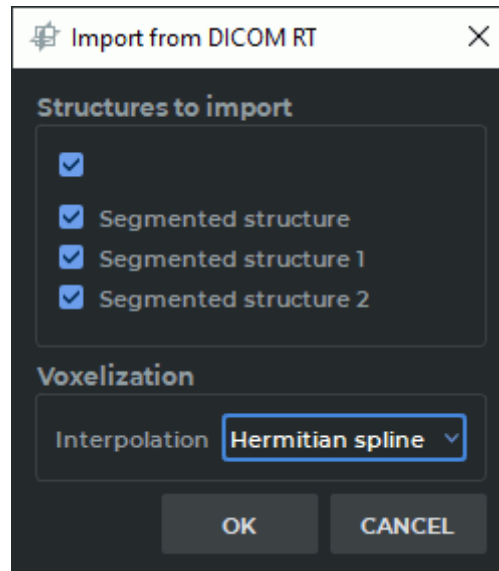 Import from DICOM RT
Structures to import
Segmented structure
Segmented structure 1
Segmented structure 2
Voxelization
Interpolation Hermitian spline
OK CANCEL